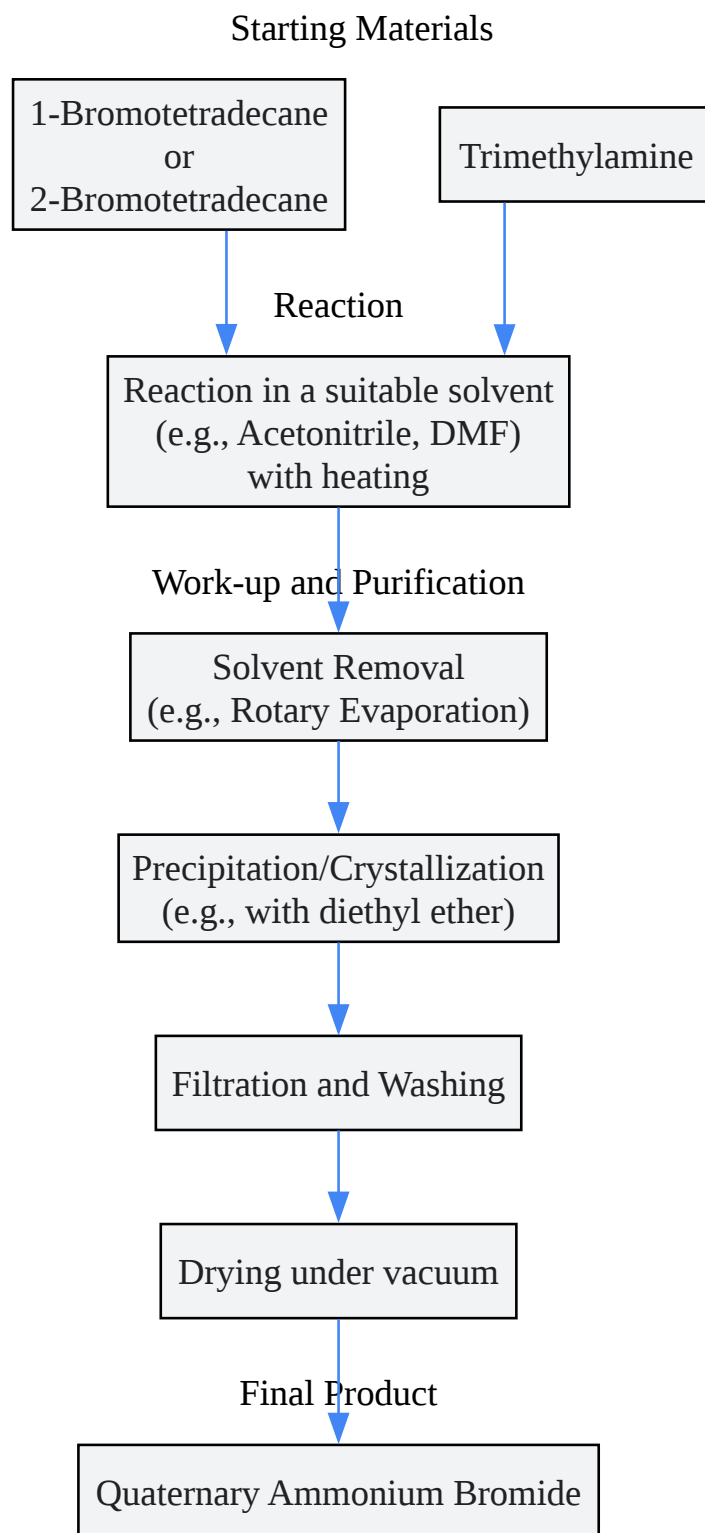 Starting Materials
1-Bromotetradecane
or
2-Bromotetradecane
Trimethylamine
Reaction
Reaction in a suitable solvent
(e.g., Acetonitrile, DMF)
with heating
Work-up and Purification
Solvent Removal
(e.g., Rotary Evaporation)
Precipitation/Crystallization
(e.g., with diethyl ether)
Filtration and Washing
Drying under vacuum
Final Product
Quaternary Ammonium Bromide